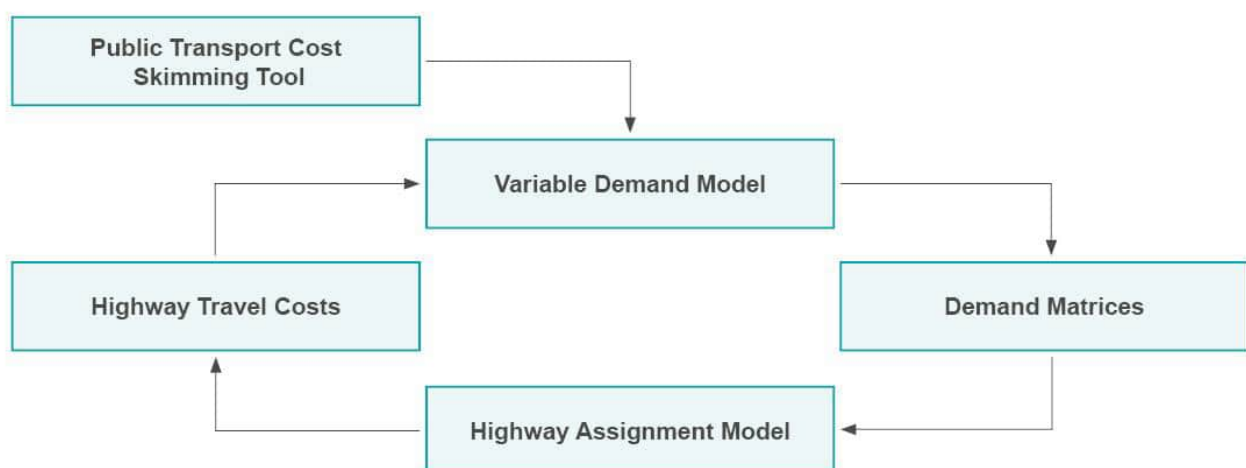 Public Transport Cost
Skimming Tool
Variable Demand Model
Highway Travel Costs
Demand Matrices
Highway Assignment Model